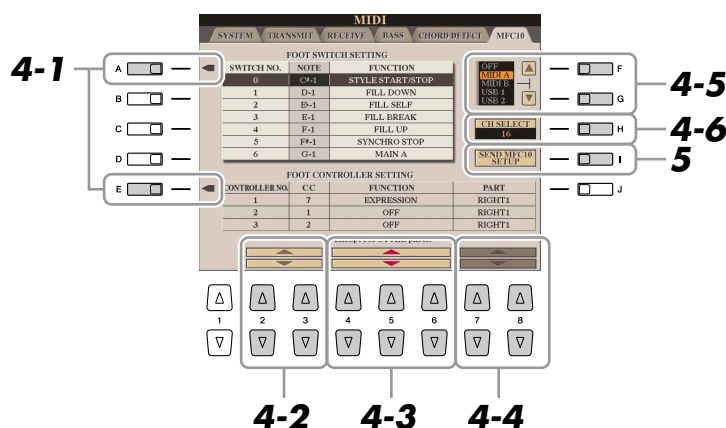 MIDI
SYSTEM TRANSMIT RECEIVE BASS CHORD DETECT MFC10
FOOT SWITCH SETTING
SWITCH NO. NOTE FUNCTION
0 C#-1 STYLE START/STOP
1 D-1 FILL DOWN
2 E♭-1 FILL SELF
3 E-1 FILL BREAK
4 F-1 FILL UP
5 F#-1 SYNCHRO STOP
6 G-1 MAIN A
FOOT CONTROLLER SETTING
CONTROLLER NO. CC FUNCTION PART
1 7 EXPRESSION RIGHT1
2 1 OFF RIGHT1
3 2 OFF RIGHT1
OFF
MIDI A
MIDI B
USB 1
USB 2
CH SELECT
16
SEND MFC10
SETUP
A
B
C
D
E
F
G
H
I
J
4-1
4-5
4-6
5
1 2 3 4 5 6 7 8
4-2 4-3 4-4